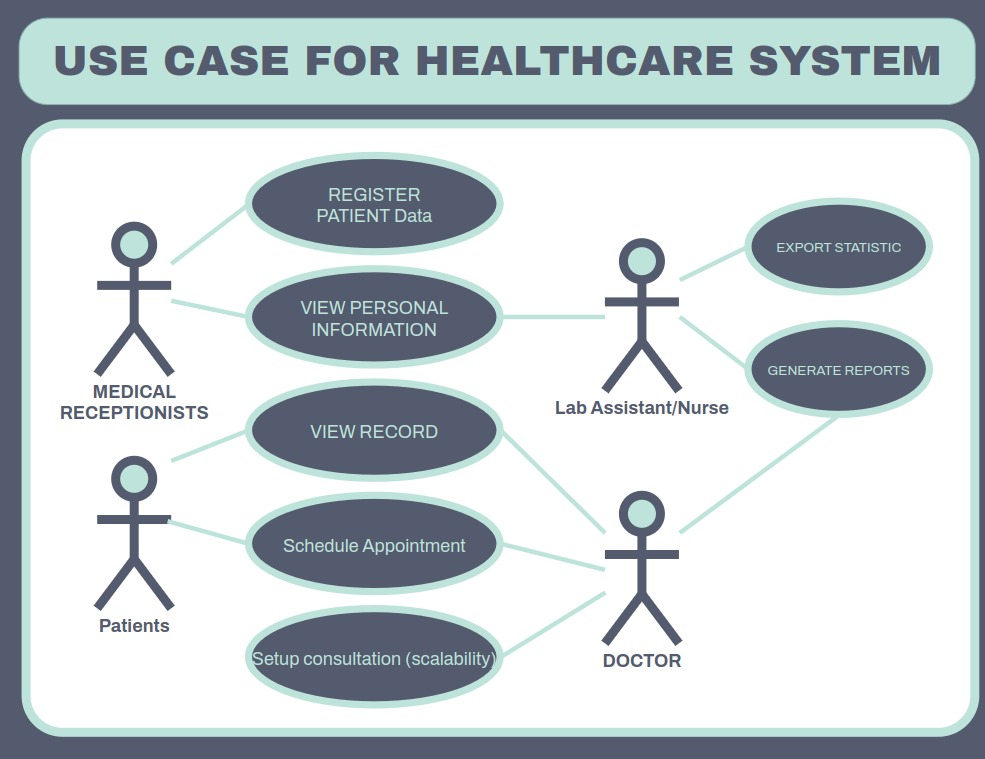 USE CASE FOR HEALTHCARE SYSTEM
REGISTER
PATIENT Data
VIEW PERSONAL
INFORMATION
VIEW RECORD
Schedule Appointment
Setup consultation (scalability)
MEDICAL
RECEPTIONISTS
Patients
Lab Assistant/Nurse
DOCTOR
EXPORT STATISTIC
GENERATE REPORTS